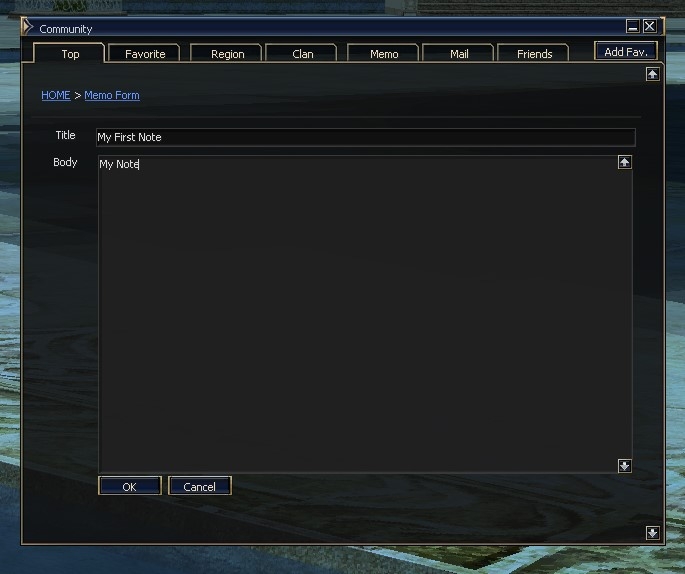 Community
Top Favorite Region Clan Memo Mail Friends Add Fav.
HOME > Memo Form
Title My First Note
Body My Note
OK Cancel